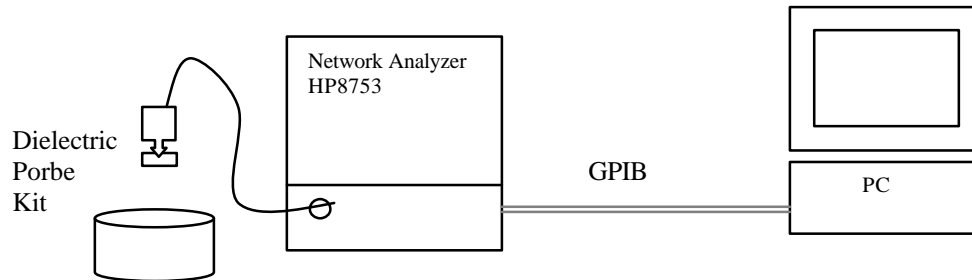 Dielectric
Porbe
Kit
Network Analyzer
HP8753
GPIB
PC